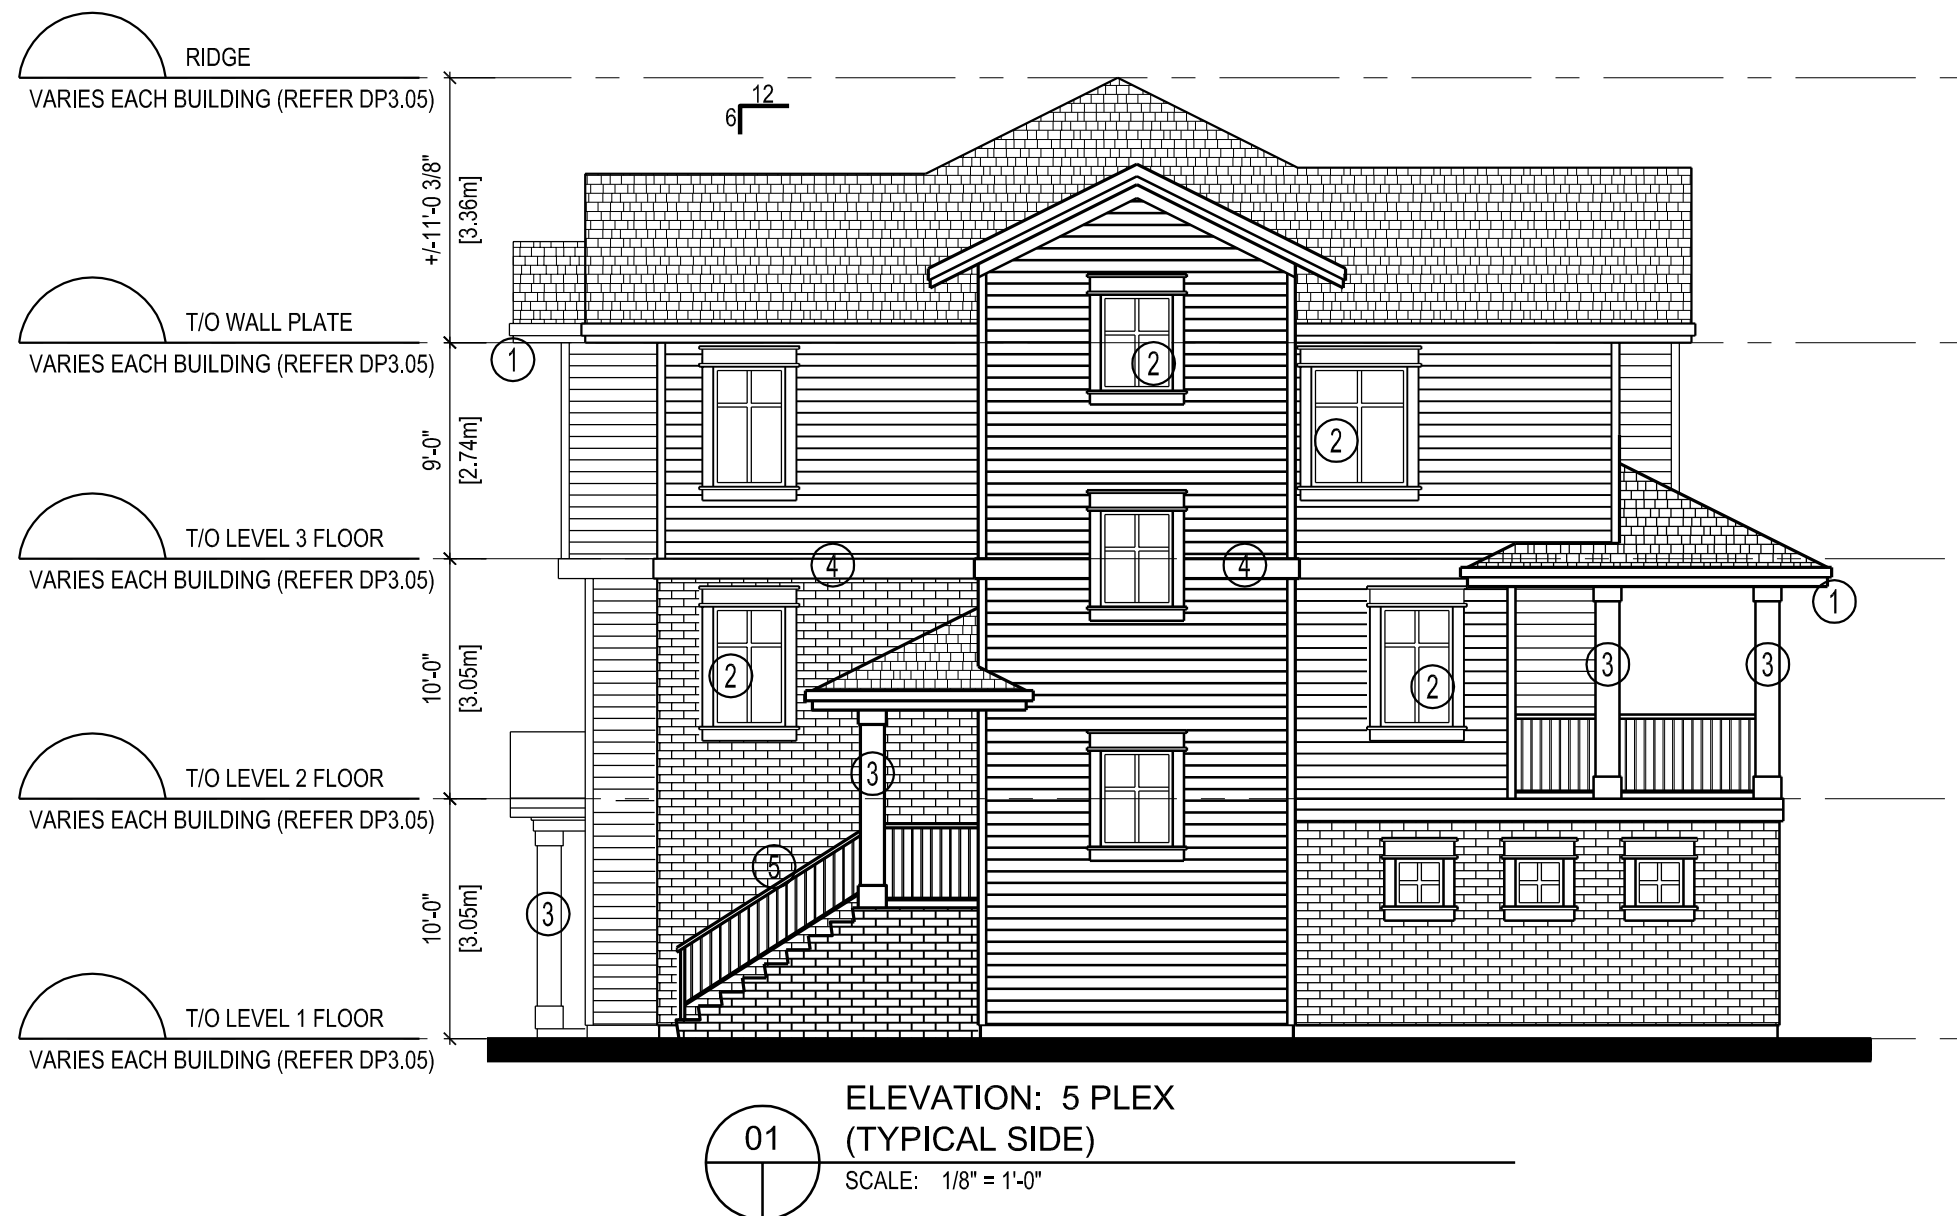 RIDGE
VARIES EACH BUILDING (REFER DP3.05)
12
6
+/-11'-0 3/8"
[3.36m]
T/O WALL PLATE
VARIES EACH BUILDING (REFER DP3.05)
1
2
2
9'-0"
[2.74m]
T/O LEVEL 3 FLOOR
VARIES EACH BUILDING (REFER DP3.05)
4
4
1
10'-0"
[3.05m]
2
2
3
3
T/O LEVEL 2 FLOOR
VARIES EACH BUILDING (REFER DP3.05)
3
5
10'-0"
[3.05m]
3
T/O LEVEL 1 FLOOR
VARIES EACH BUILDING (REFER DP3.05)
ELEVATION: 5 PLEX
01
(TYPICAL SIDE)
SCALE: 1/8" = 1'-0"